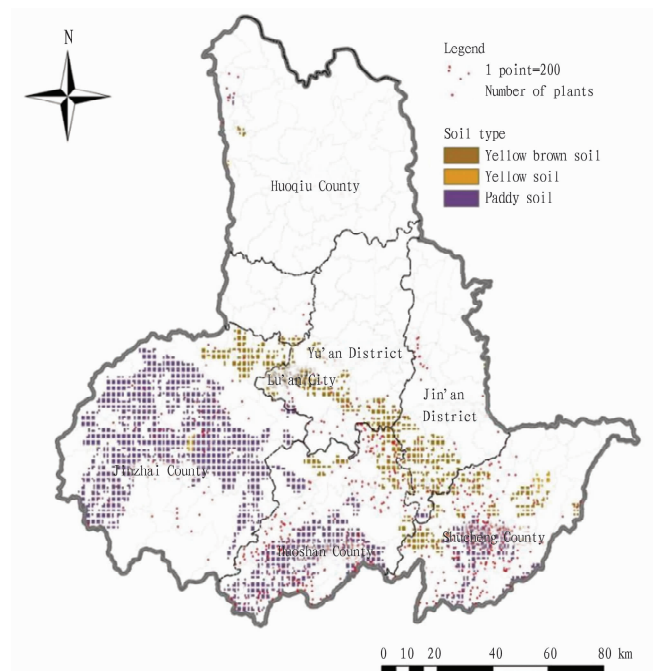 N
Legend
1 point=200
Number of plants
Soil type
Yellow brown soil
Yellow soil
Paddy soil
Huoqiu County
Yu'an District
Lu'an City
Jin'an
District
Jinzhai County
Huoshan County
Shucheng County
0 10 20 40 60 80 km